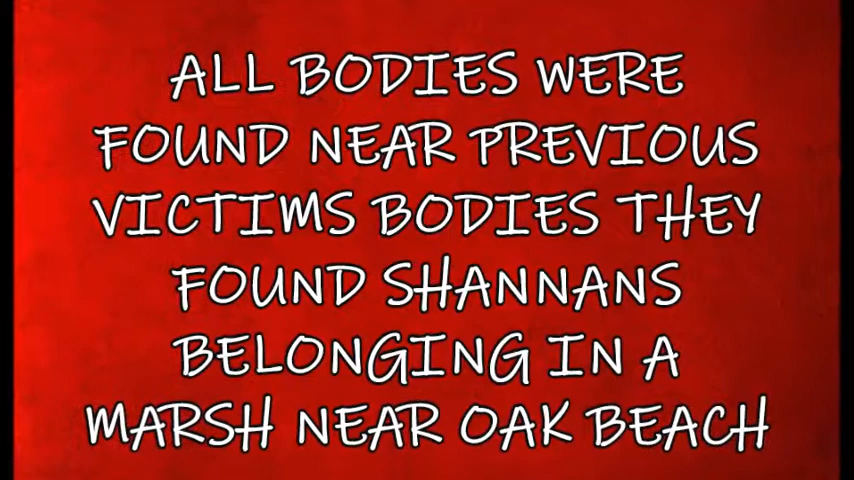 ALL BODIES WERE
FOUND NEAR PREVIOUS
VICTIMS BODIES THEY
FOUND SHANNANS
BELONGING IN A
MARSH NEAR OAK BEACH